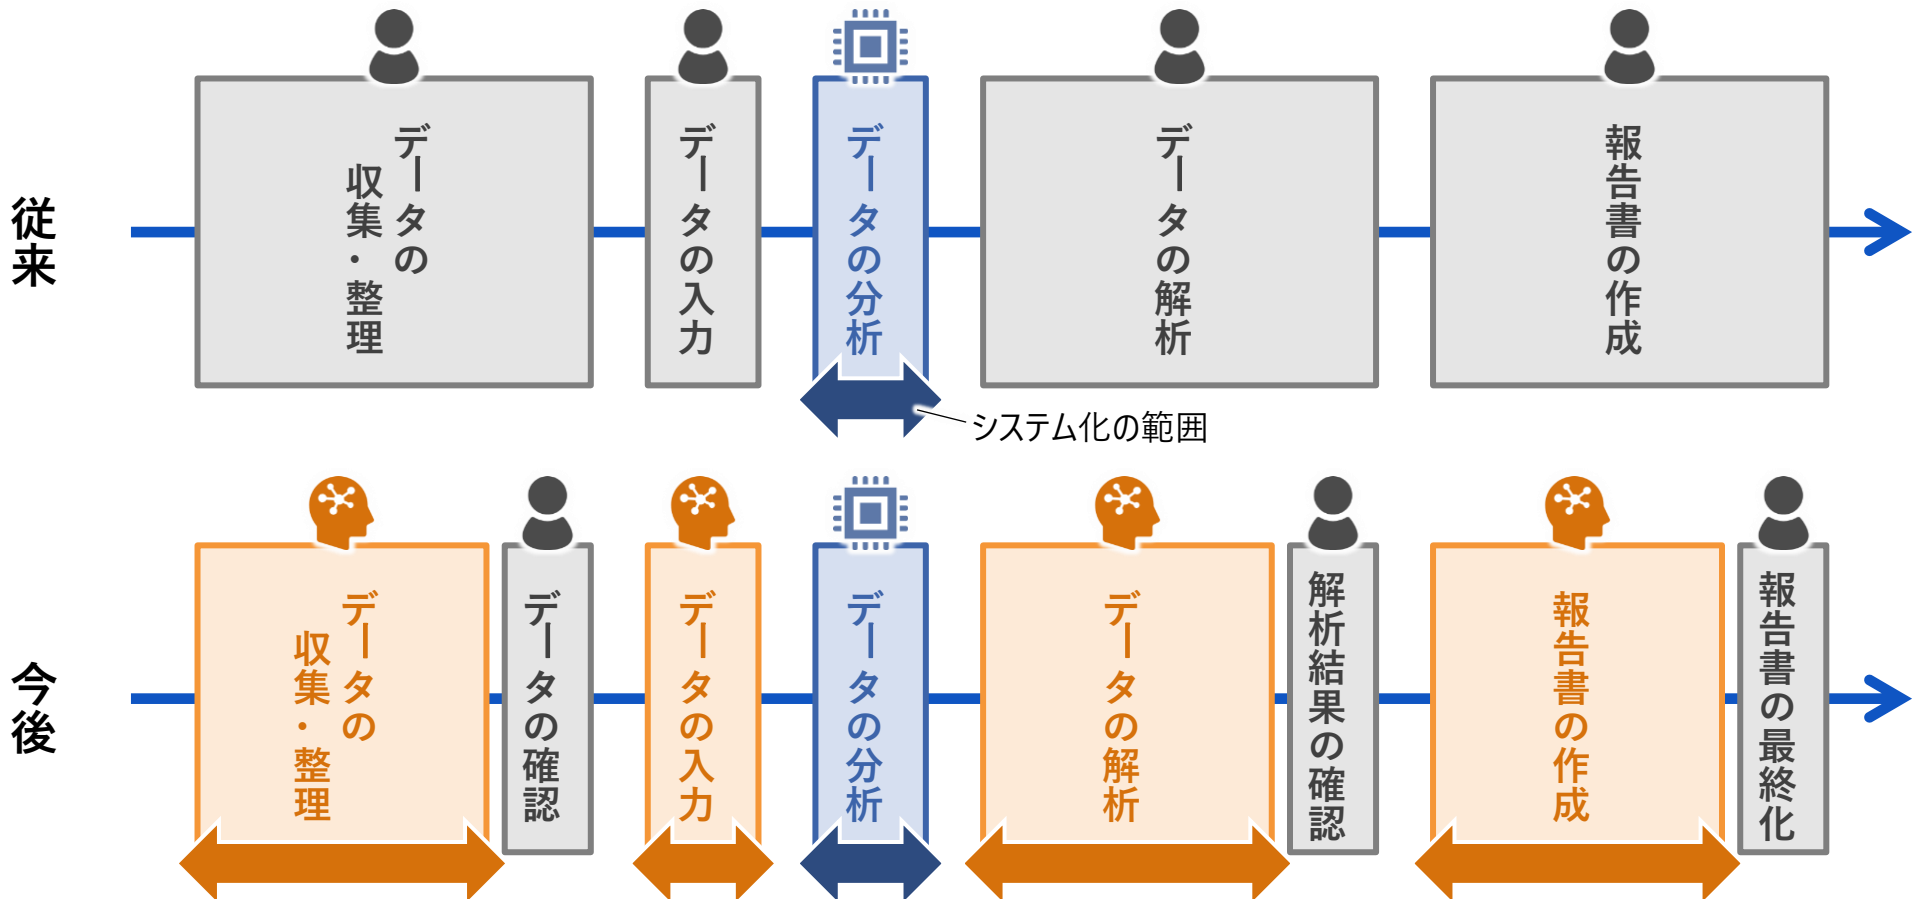 従来
データの
収集・整理
データの入力
データの分析
データの解析
報告書の作成
システム化の範囲
今後
データの
収集・整理
データの確認
データの入力
データの分析
データの解析
解析結果の確認
報告書の作成
報告書の最終化